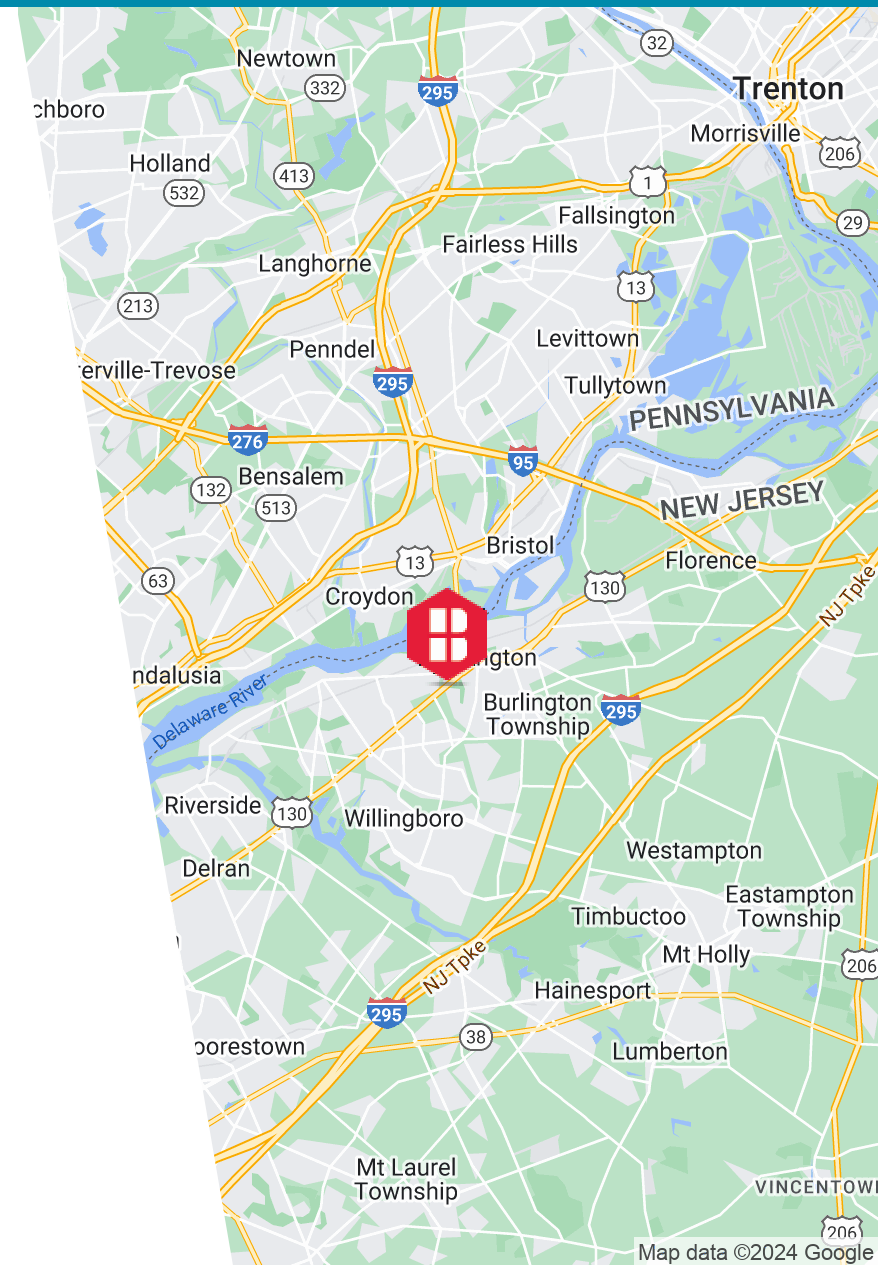 32
Newtown
332
295
Trenton
chboro
Morrisville
206
Holland
532
413
1
Fallsington
29
Fairless Hills
Langhorne
13
213
Levittown
Penndel
erville-Trevose
295
Tullytown
PENNSYLVANIA
276
95
Bensalem
132
513
NEW JERSEY
Bristol
13
Florence
63
130
Croydon
NJ Tpke
ngton
ndalusia
Delaware River
Burlington
Township
295
Riverside
130
Willingboro
Westampton
Delran
Eastampton
Township
Timbuctoo
Mt Holly
NJ Tpke
206
Hainesport
295
38
oorestown
Lumberton
Mt Laurel
Township
VINCENTOW
206
Map data ©2024 Google